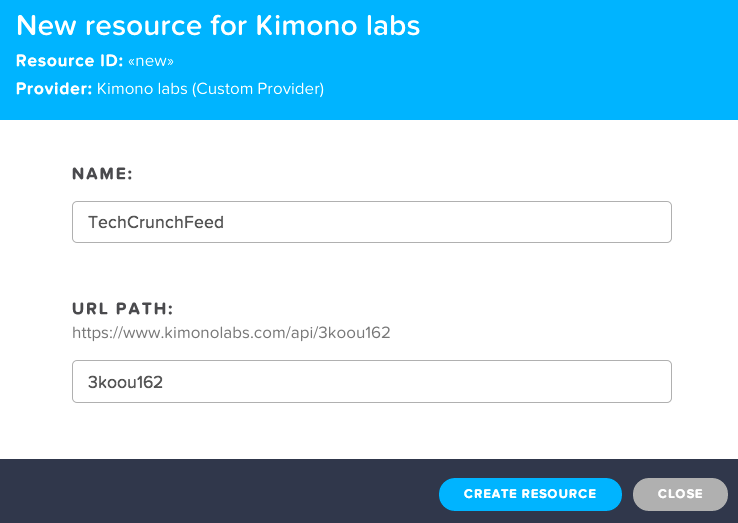 New resource for Kimono labs
Resource ID: «new»
Provider: Kimono labs (Custom Provider)
NAME:
TechCrunchFeed
URL PATH:
https://www.kimonolabs.com/api/3koou162
3koou162
CREATE RESOURCE CLOSE